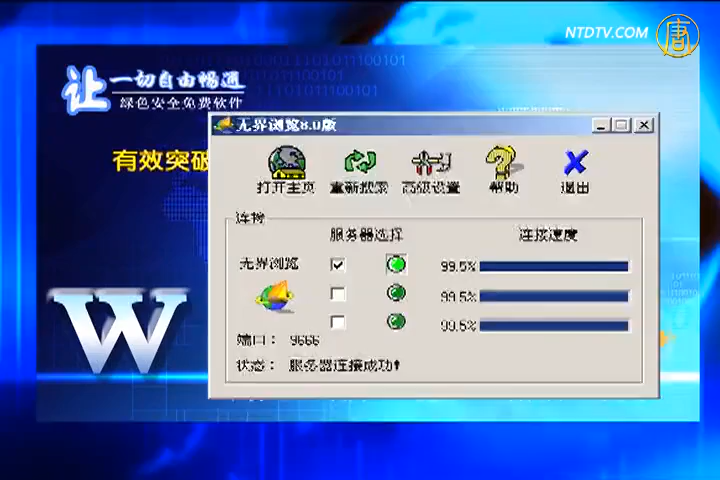 NTDTV.COM
唐
010111010101001011001 01
让
一切自由畅通
绿色安全免费软件
有效突破
无界浏览8.0版
打开主页 重新搜索 高级设置 帮助 退出
连接
服务器选择 连接速度
无界浏览 99.5%
99.5%
99.5%
端口: 9666
状态: 服务器连接成功!
W